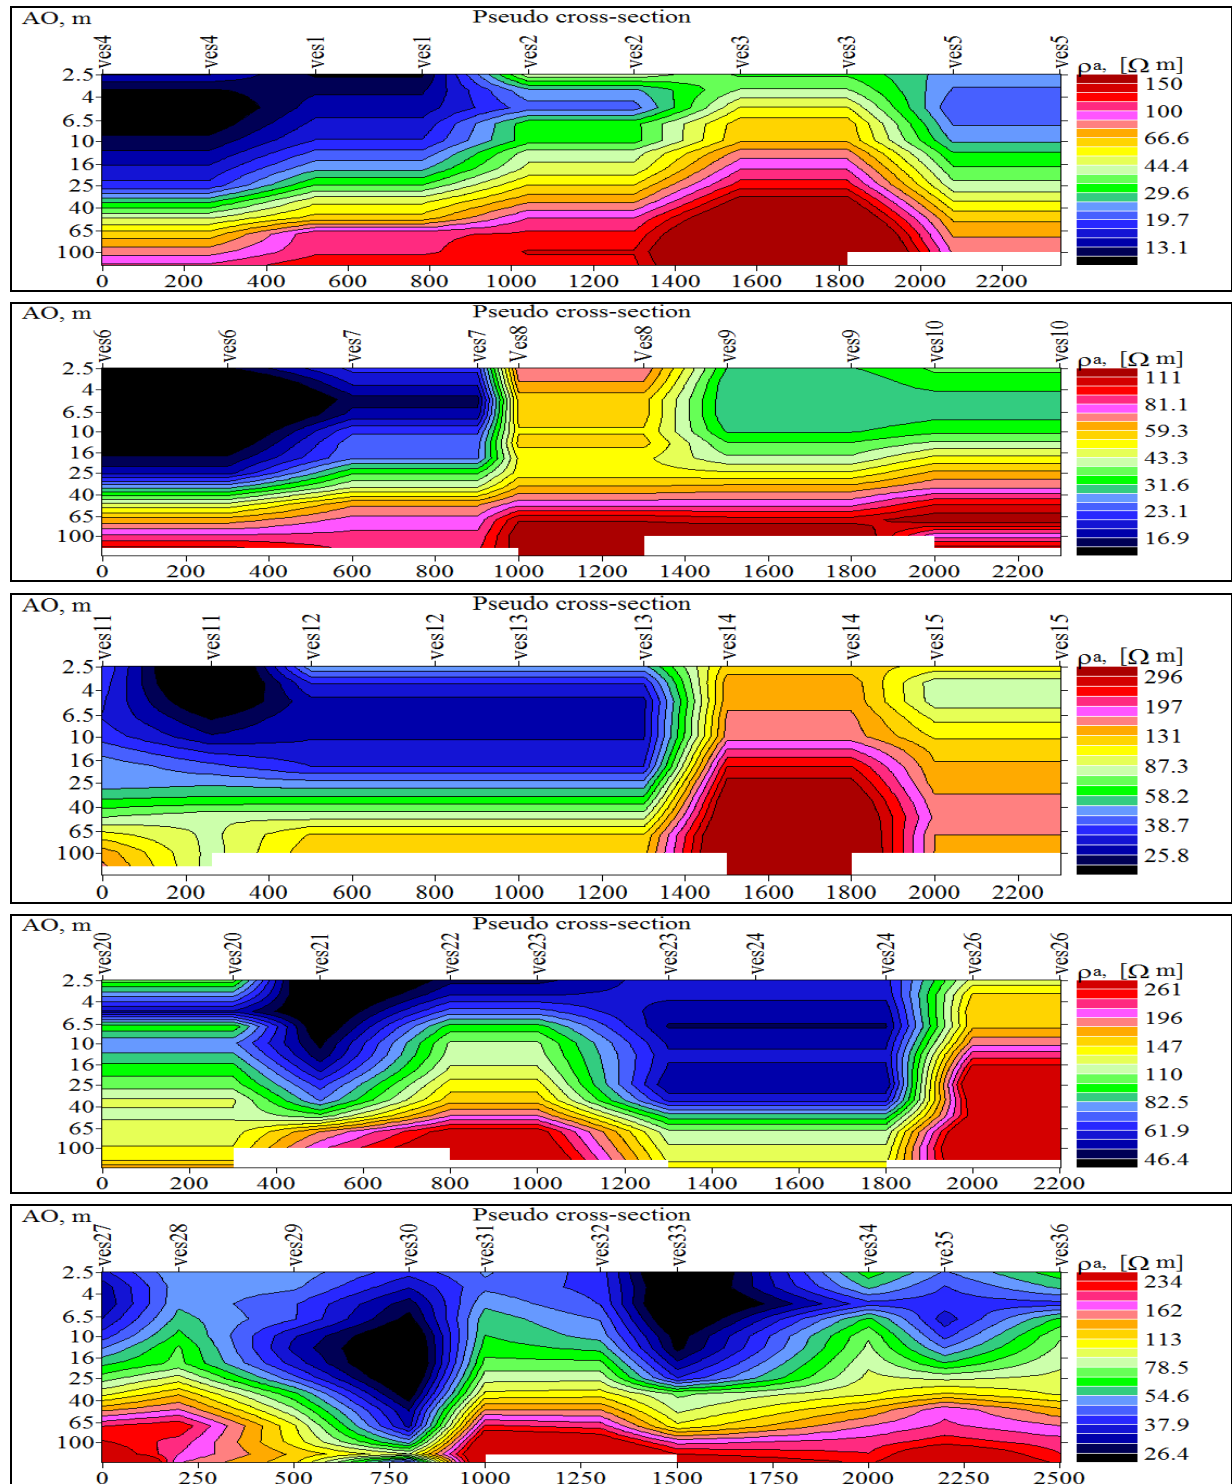 AO, m Pseudo cross-section
ves4 ves4 ves1 ves1 ves2 ves2 ves3 ves3 ves5 ves5
ρa, [Ω m]
2.5 150
4 100
6.5 66.6
10 44.4
16 29.6
25 19.7
40 13.1
65
100
0 200 400 600 800 1000 1200 1400 1600 1800 2000 2200
AO, m Pseudo cross-section
ves6 ves6 ves7 ves7 Ves8 Ves8 ves9 ves9 ves10 ves10
ρa, [Ω m]
2.5 111
4 81.1
6.5 59.3
10 43.3
16 31.6
25 23.1
40 16.9
65
100
0 200 400 600 800 1000 1200 1400 1600 1800 2000 2200
AO, m Pseudo cross-section
ves11 ves11 ves12 ves12 ves13 ves13 ves14 ves14 ves15 ves15
ρa, [Ω m]
2.5 296
4 197
6.5 131
10 87.3
16 58.2
25 38.7
40 25.8
65
100
0 200 400 600 800 1000 1200 1400 1600 1800 2000 2200
AO, m Pseudo cross-section
ves20 ves20 ves21 ves22 ves23 ves23 ves24 ves24 ves26 ves26
ρa, [Ω m]
2.5 261
4 196
6.5 147
10 110
16 82.5
25 61.9
40 46.4
65
100
0 200 400 600 800 1000 1200 1400 1600 1800 2000 2200
AO, m Pseudo cross-section
ves27 ves28 ves29 ves30 ves31 ves32 ves33 ves34 ves35 ves36
ρa, [Ω m]
2.5 234
4 162
6.5 113
10 78.5
16 54.6
25 37.9
40 26.4
65
100
0 250 500 750 1000 1250 1500 1750 2000 2250 2500